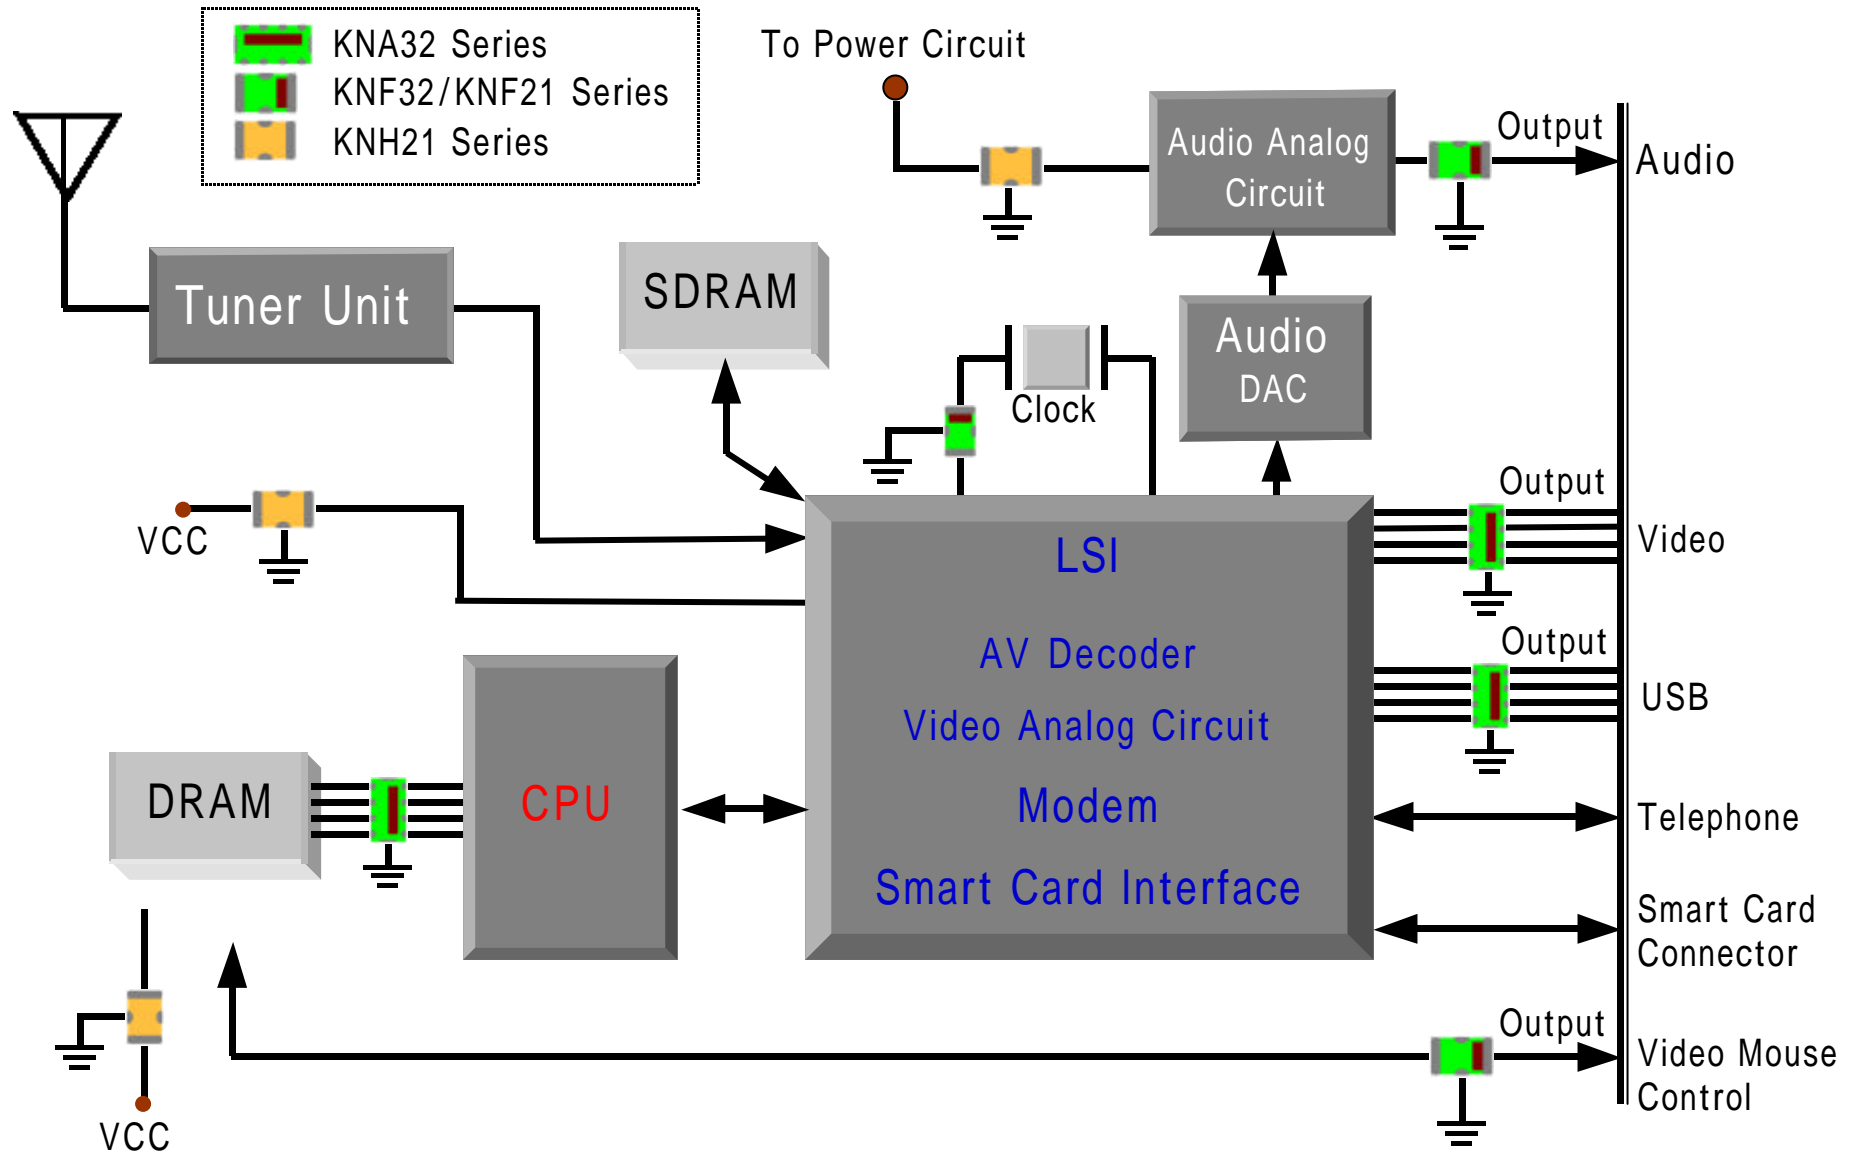 KNA32 Series
KNF32/KNF21 Series
KNH21 Series
To Power Circuit
Audio Analog
Circuit
Output
Audio
Tuner Unit
SDRAM
Clock
Audio
DAC
VCC
Output
Video
LSI
AV Decoder
Video Analog Circuit
Modem
Smart Card Interface
Output
USB
DRAM
CPU
Telephone
Smart Card
Connector
Output
Video Mouse
Control
VCC